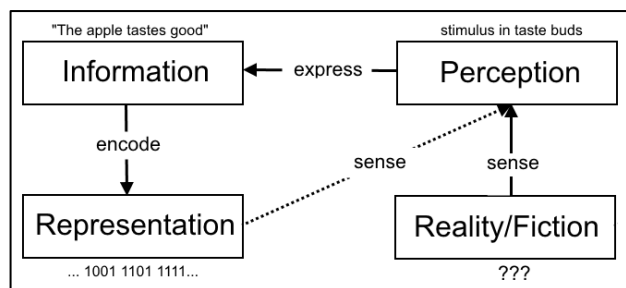 "The apple tastes good"
stimulus in taste buds
Information
express
Perception
encode
sense
sense
Representation
Reality/Fiction
... 1001 1101 1111...
???